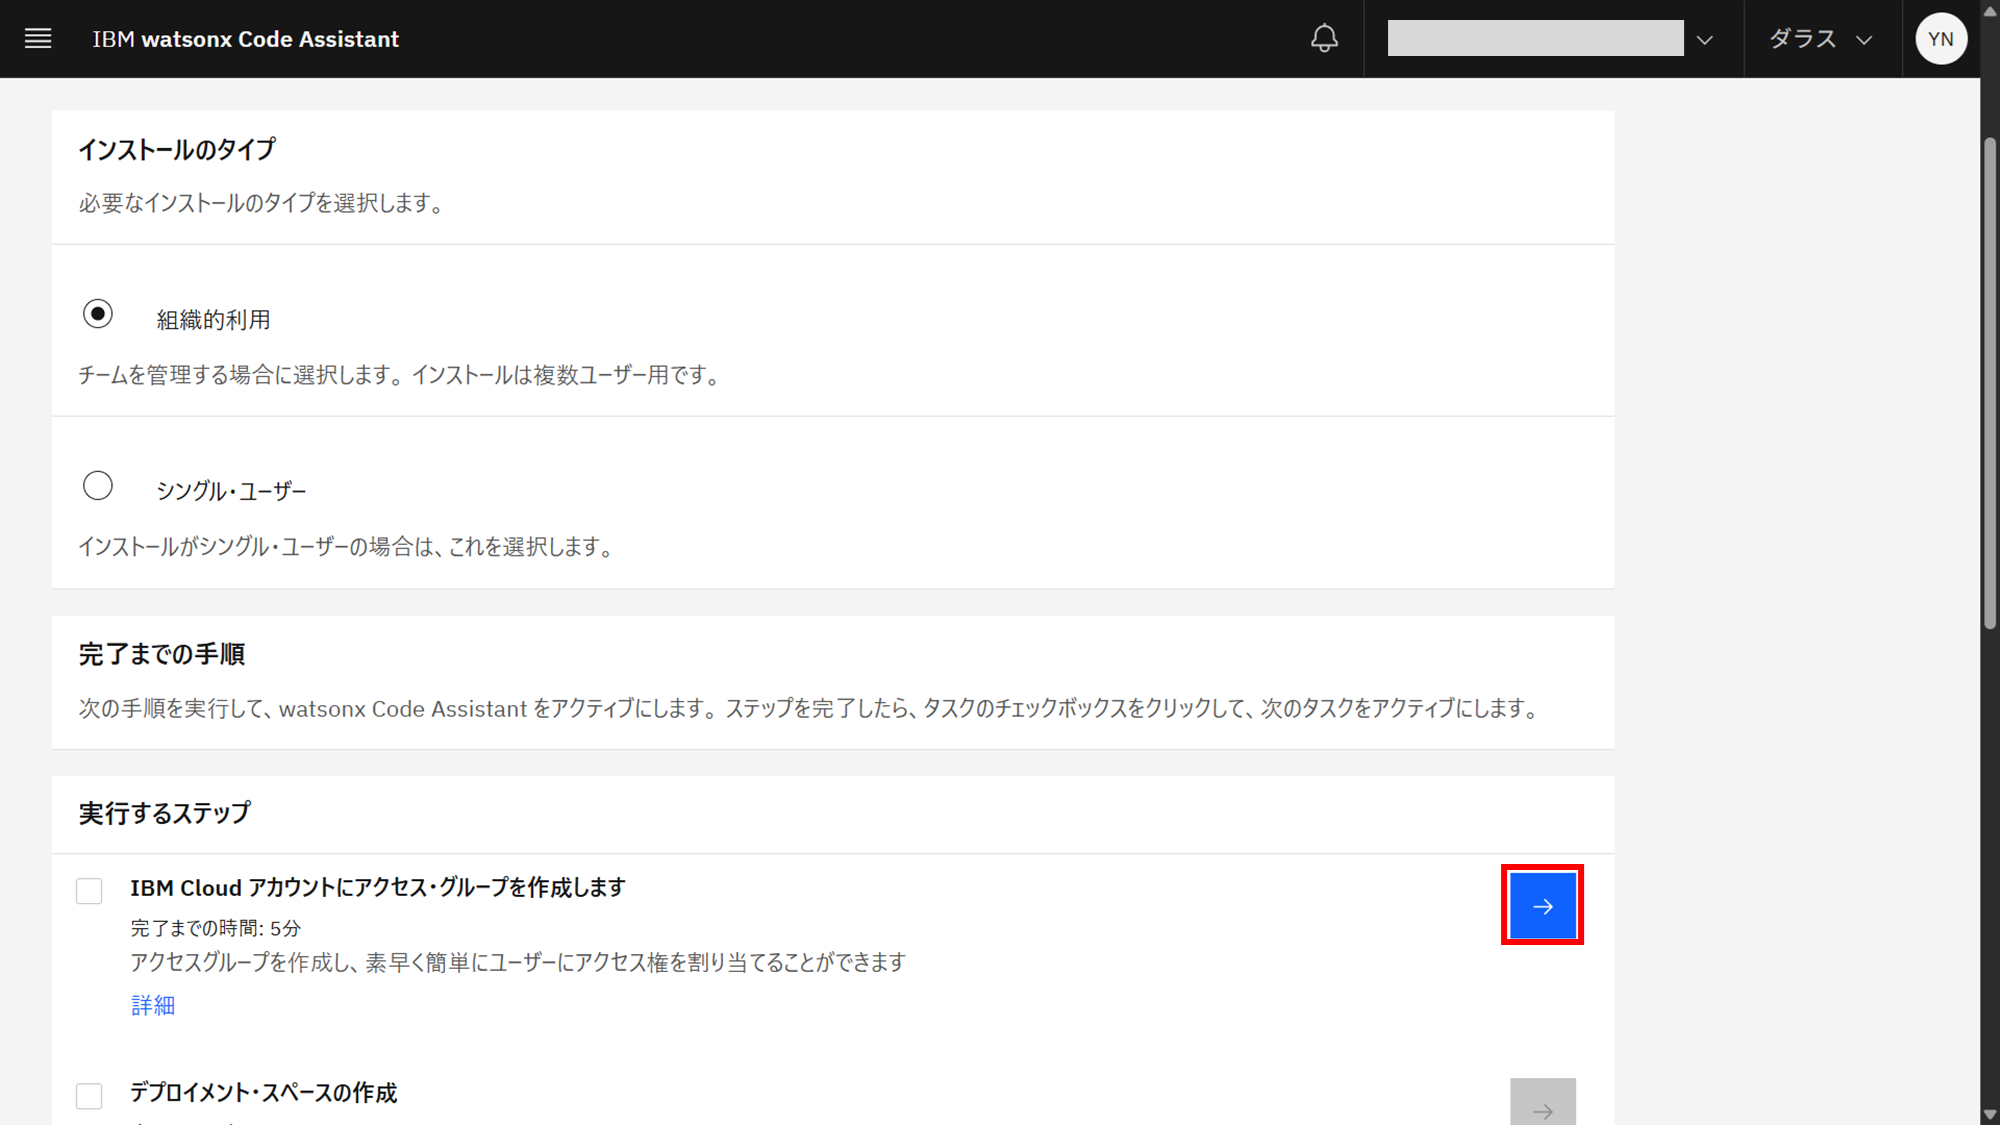 IBM watsonx Code Assistant
ダラス
YN
インストールのタイプ
必要なインストールのタイプを選択します。
組織的利用
チームを管理する場合に選択します。インストールは複数ユーザー用です。
シングル・ユーザー
インストールがシングル・ユーザーの場合は、これを選択します。
完了までの手順
次の手順を実行して、watsonx Code Assistant をアクティブにします。ステップを完了したら、タスクのチェックボックスをクリックして、次のタスクをアクティブにします。
実行するステップ
IBM Cloud アカウントにアクセス・グループを作成します
完了までの時間: 5分
アクセスグループを作成し、素早く簡単にユーザーにアクセス権を割り当てることができます
詳細
デプロイメント・スペースの作成